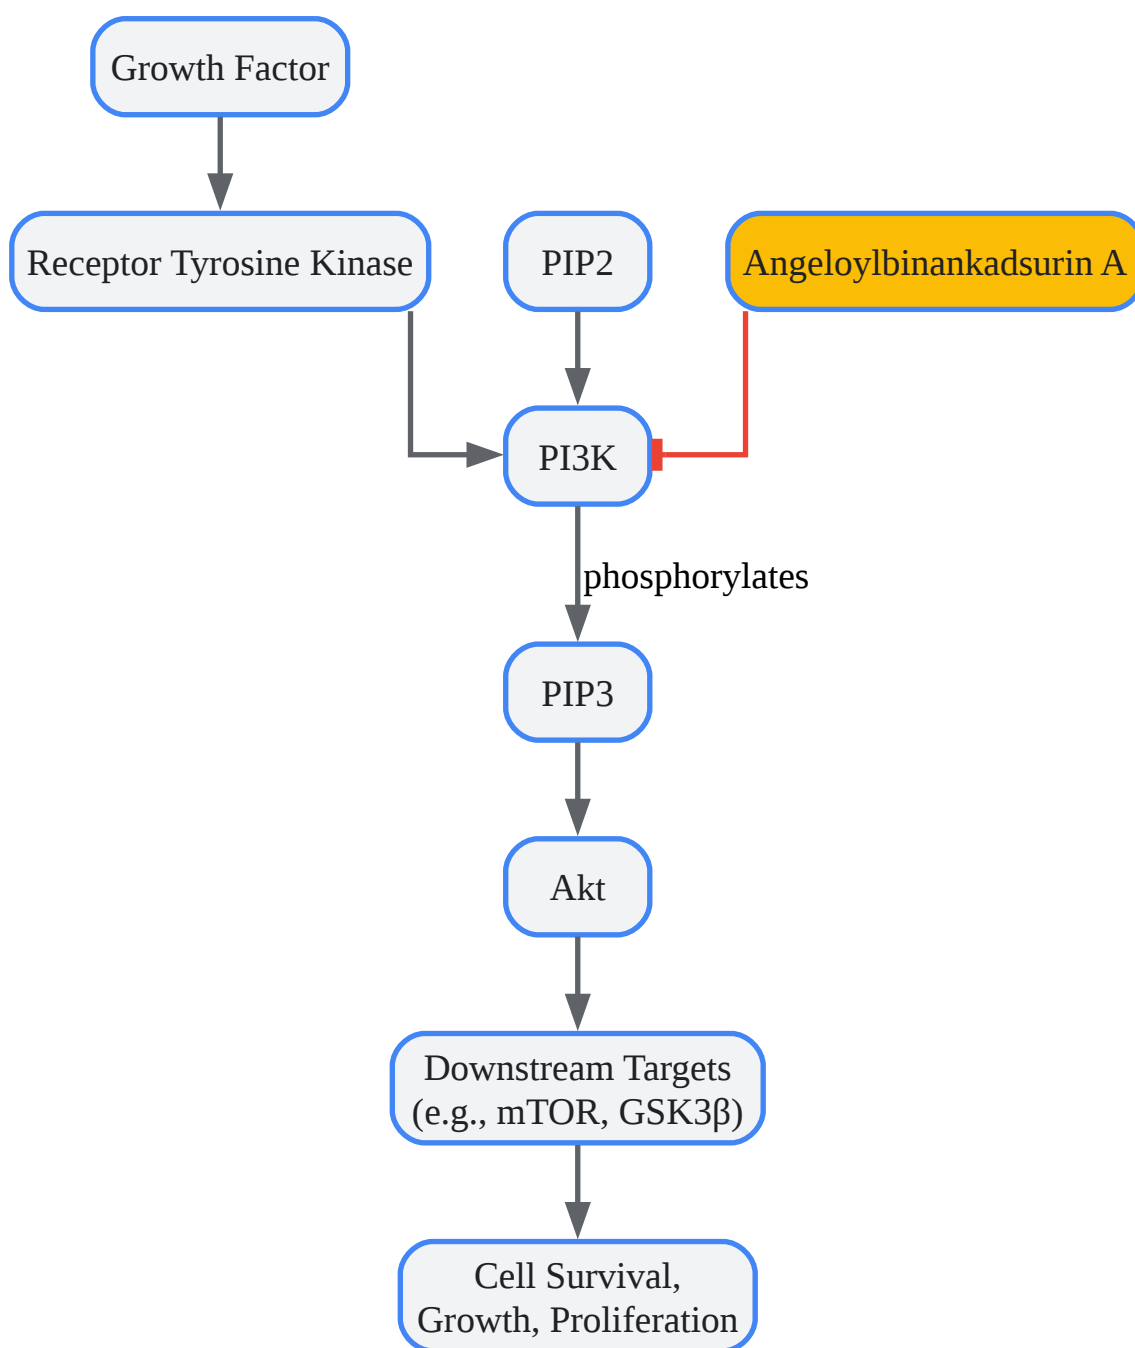 Growth Factor
Receptor Tyrosine Kinase
PIP2
Angeloylbinankadsurin A
PI3K
phosphorylates
PIP3
Akt
Downstream Targets
(e.g., mTOR, GSK3β)
Cell Survival,
Growth, Proliferation